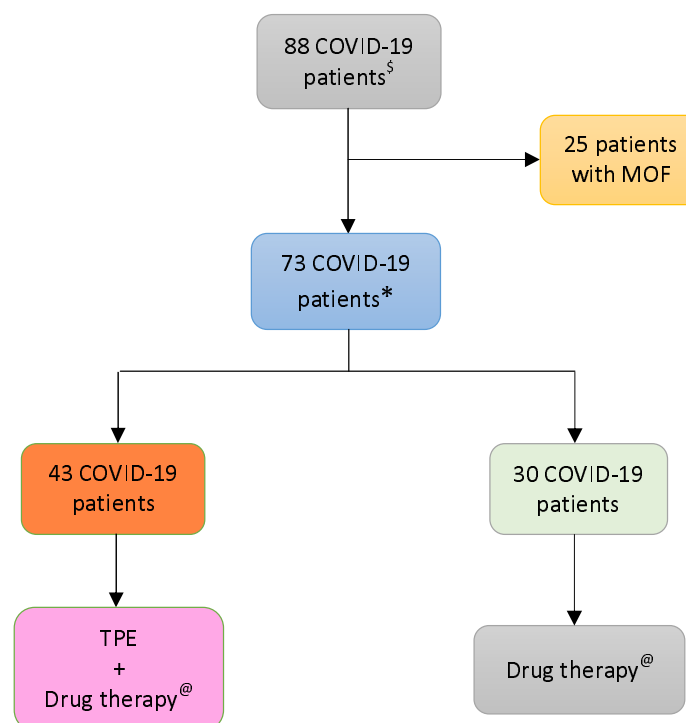 88 COVID-19
patients$
25 patients
with MOF
73 COVID-19
patients*
43 COVID-19
patients
30 COVID-19
patients
TPE
+
Drug therapy@
Drug therapy@